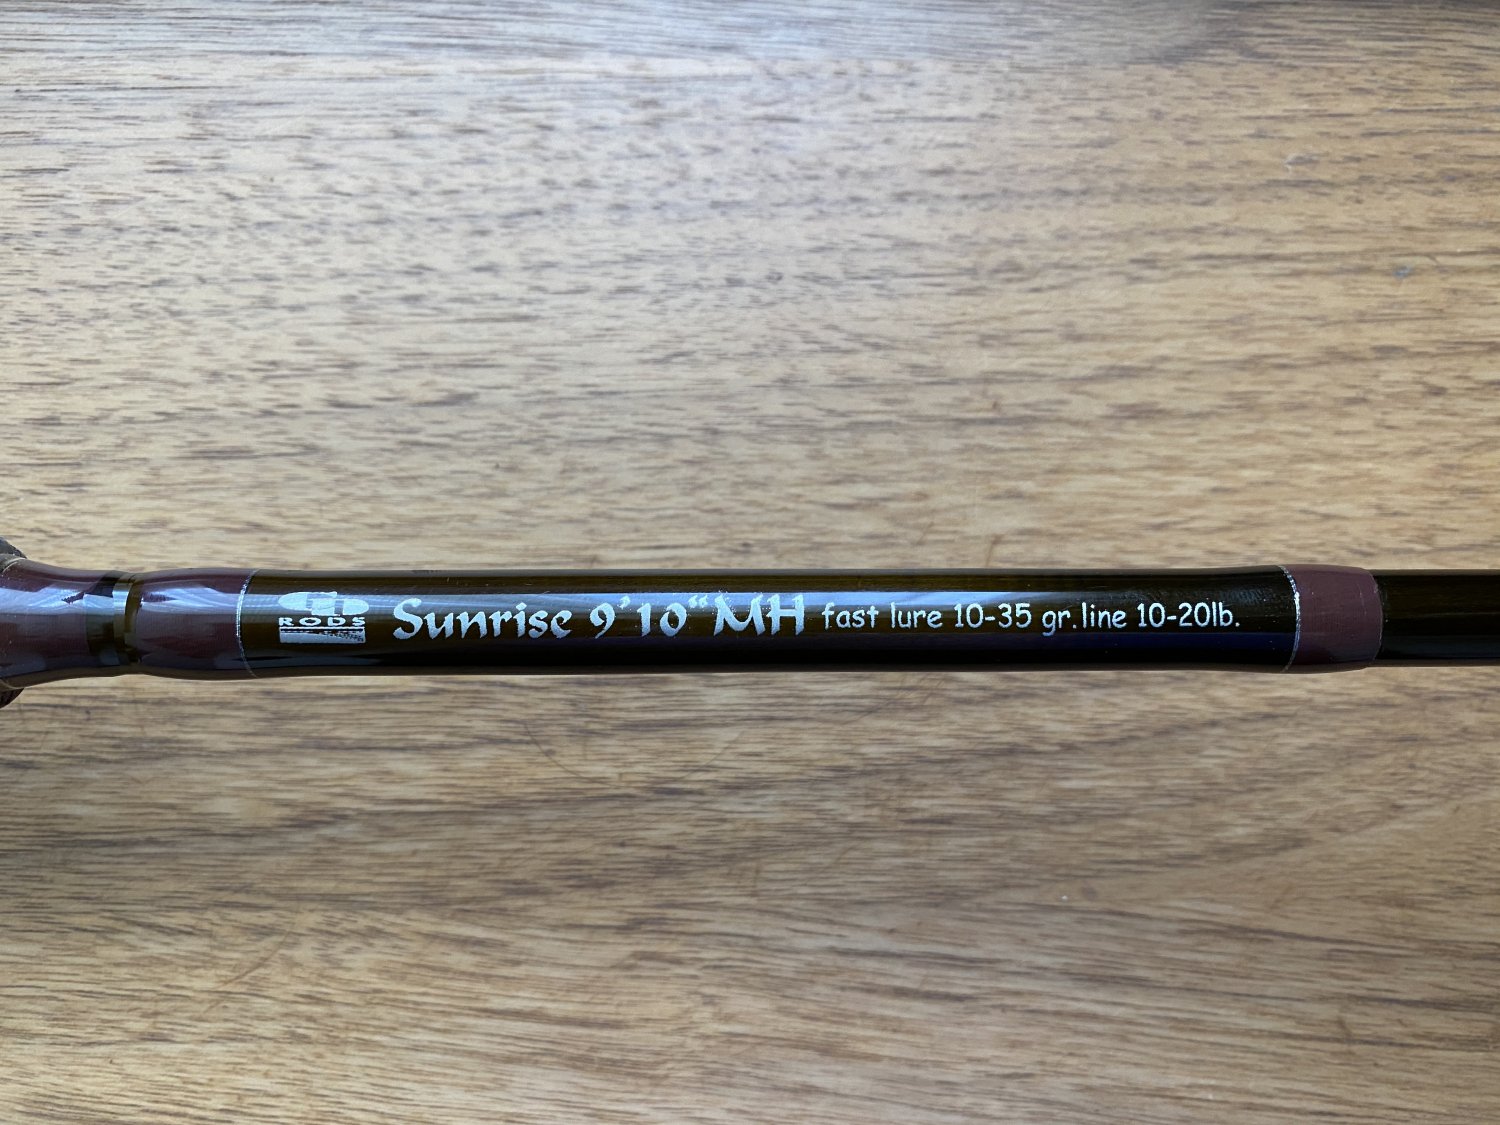 RODS
Sunrise 9'10" MH fast lure 10-35 gr.line 10-20lb.